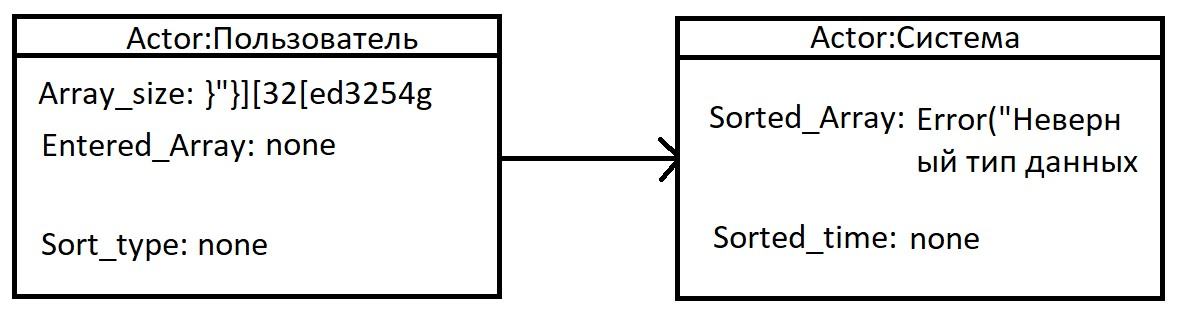 Actor:Пользователь
Array_size: }"}][32[ed3254g
Entered_Array: none
Sort_type: none
Actor:Система
Sorted_Array: Error("Неверн
ый тип данных
Sorted_time: none